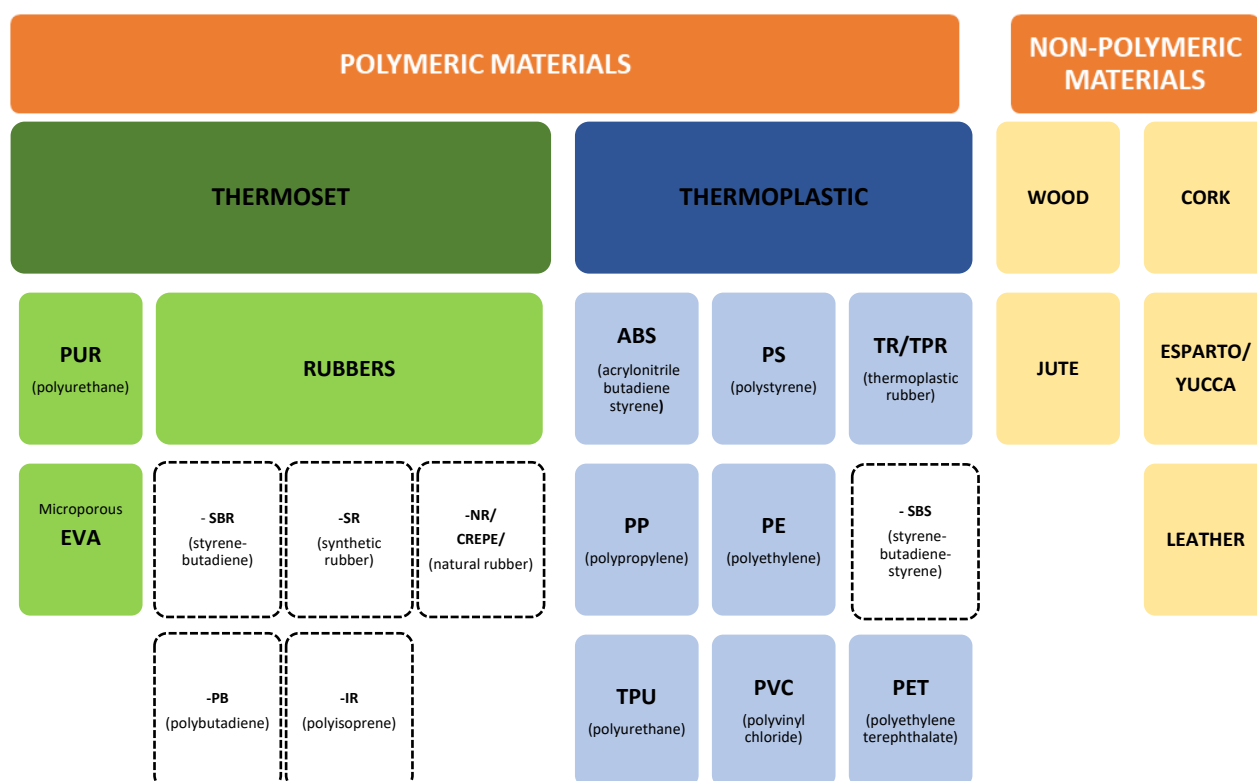 POLYMERIC MATERIALS
NON-POLYMERIC
MATERIALS
THERMOSET
THERMOPLASTIC
WOOD
CORK
PUR
(polyurethane)
RUBBERS
ABS
(acrylonitrile
butadiene
styrene)
PS
(polystyrene)
TR/TPR
(thermoplastic
rubber)
JUTE
ESPARTO/
YUCCA
Microporous
EVA
- SBR
(styrene-
butadiene)
-SR
(synthetic
rubber)
-NR/
CREPE/
(natural rubber)
PP
(polypropylene)
PE
(polyethylene)
- SBS
(styrene-
butadiene-
styrene)
LEATHER
-PB
(polybutadiene)
-IR
(polyisoprene)
TPU
(polyurethane)
PVC
(polyvinyl
chloride)
PET
(polyethylene
terephthalate)